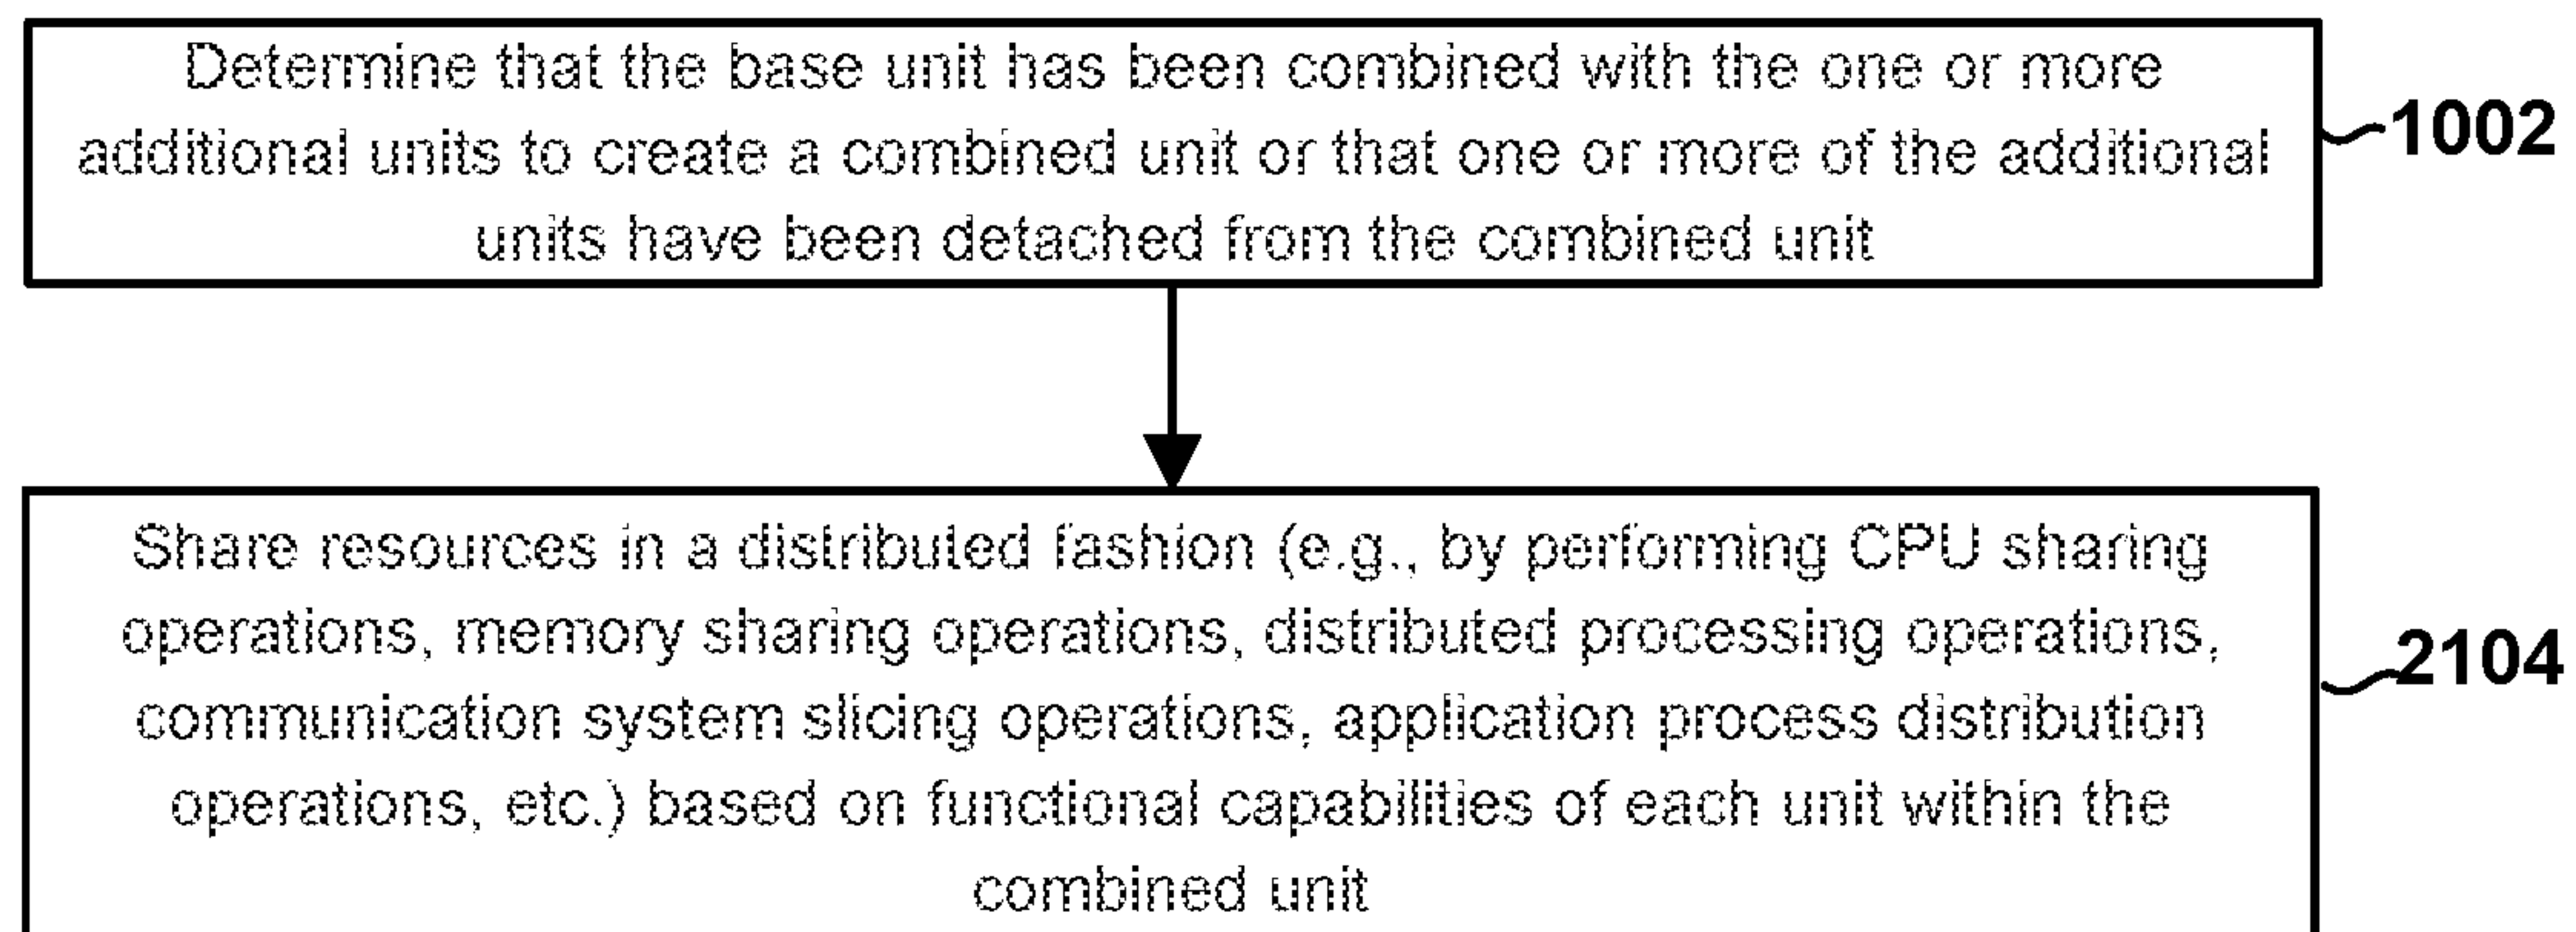 Determine that the base unit has been combined with the one or more
additional units to create a combined unit or that one or more of the additional
units have been detached from the combined unit
1002
Share resources in a distributed fashion (e.g., by performing CPU sharing
operations, memory sharing operations, distributed processing operations,
communication system slicing operations, application process distribution
operations, etc.) based on functional capabilities of each unit within the
combined unit
2104